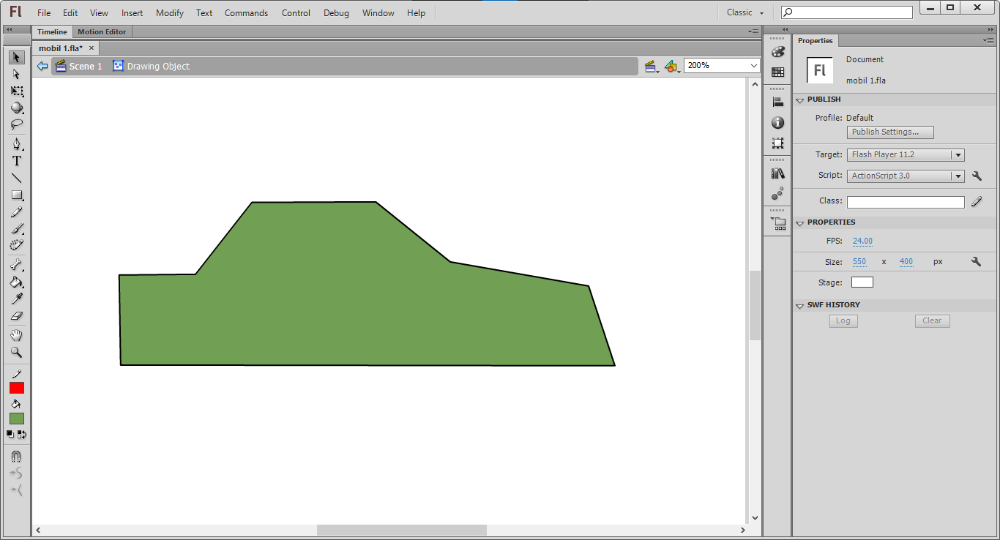 Fl File Edit View Insert Modify Text Commands Control Debug Window Help Classic
Timeline Motion Editor
mobil 1.fla*
Scene 1 Drawing Object 200%
T
Properties
Fl Document
mobil 1.fla
PUBLISH
Profile: Default
Publish Settings...
Target: Flash Player 11.2
Script: ActionScript 3.0
Class:
PROPERTIES
FPS: 24.00
Size: 550 x 400 px
Stage:
SWF HISTORY
Log Clear